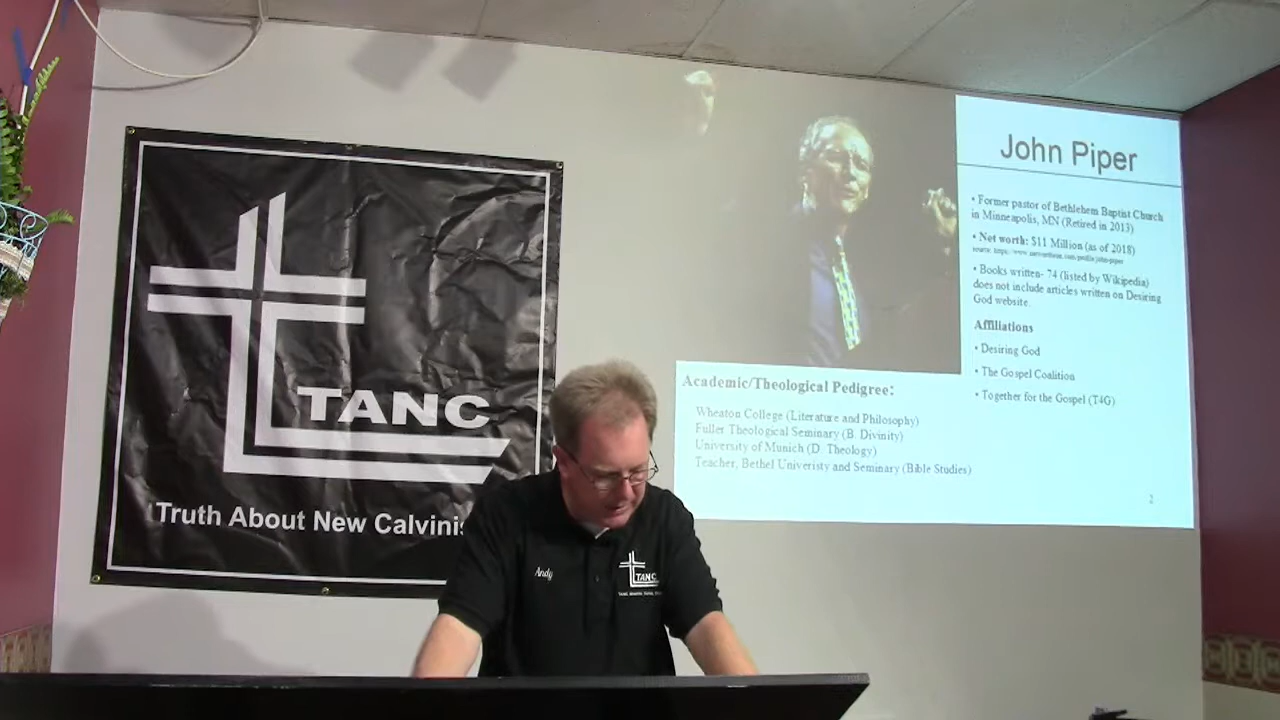 TANC
Truth About New Calvinis
Andy
TANC
John Piper
• Former pastor of Bethlehem Baptist Church
in Minneapolis, MN (Retired in 2013)
• Net worth: $11 Million (as of 2018)
• Books written- 74 (listed by Wikipedia)
does not include articles written on Desiring
God website.
Affiliations
• Desiring God
• The Gospel Coalition
• Together for the Gospel (T4G)
Academic/Theological Pedigree:
Wheaton College (Literature and Philosophy)
Fuller Theological Seminary (B. Divinity)
University of Munich (D. Theology)
Teacher, Bethel Univeristy and Seminary (Bible Studies)
2